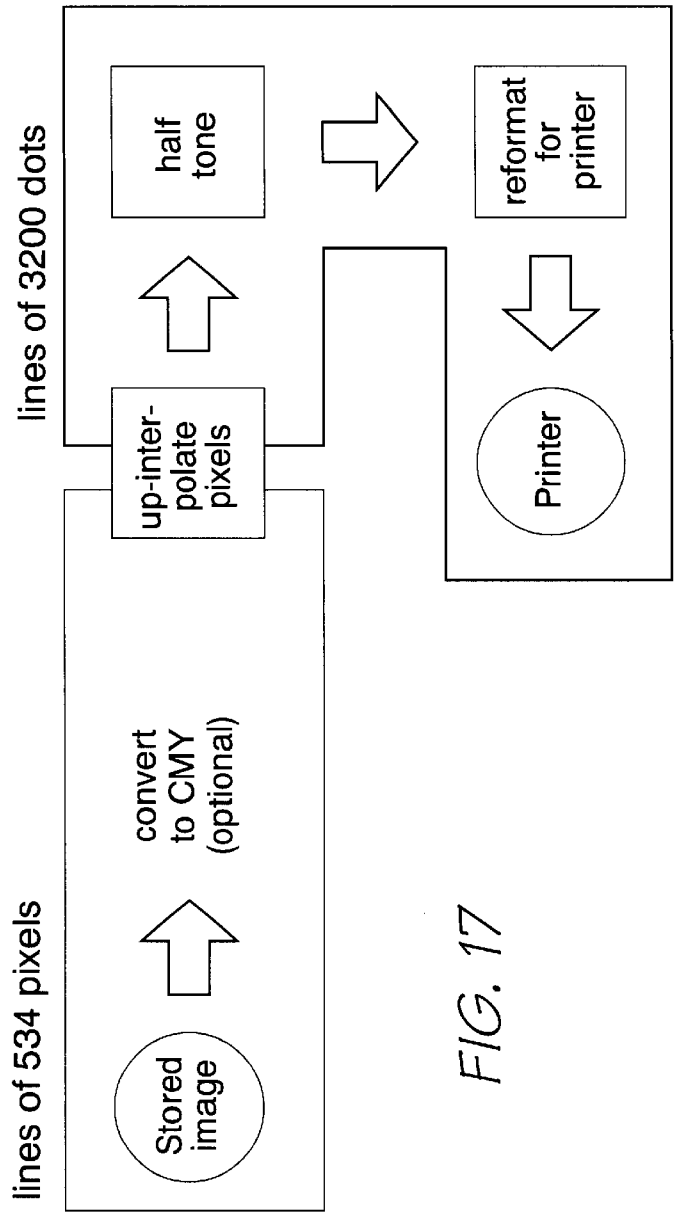 lines of 534 pixels
Stored
image
convert
to CMY
(optional)
lines of 3200 dots
up-inter-
polate
pixels
half
tone
reformat
for
printer
Printer
FIG. 17